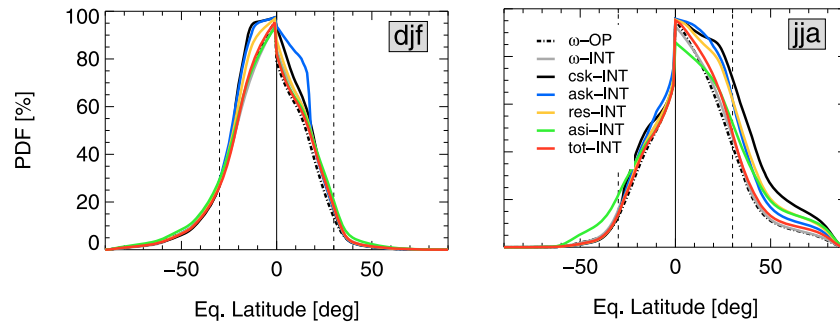 djf
PDF [%]
100
80
60
40
20
0
−50
0
50
Eq. Latitude [deg]
jja
ω−OP
ω−INT
csk−INT
ask−INT
res−INT
asi−INT
tot−INT
−50
0
50
Eq. Latitude [deg]